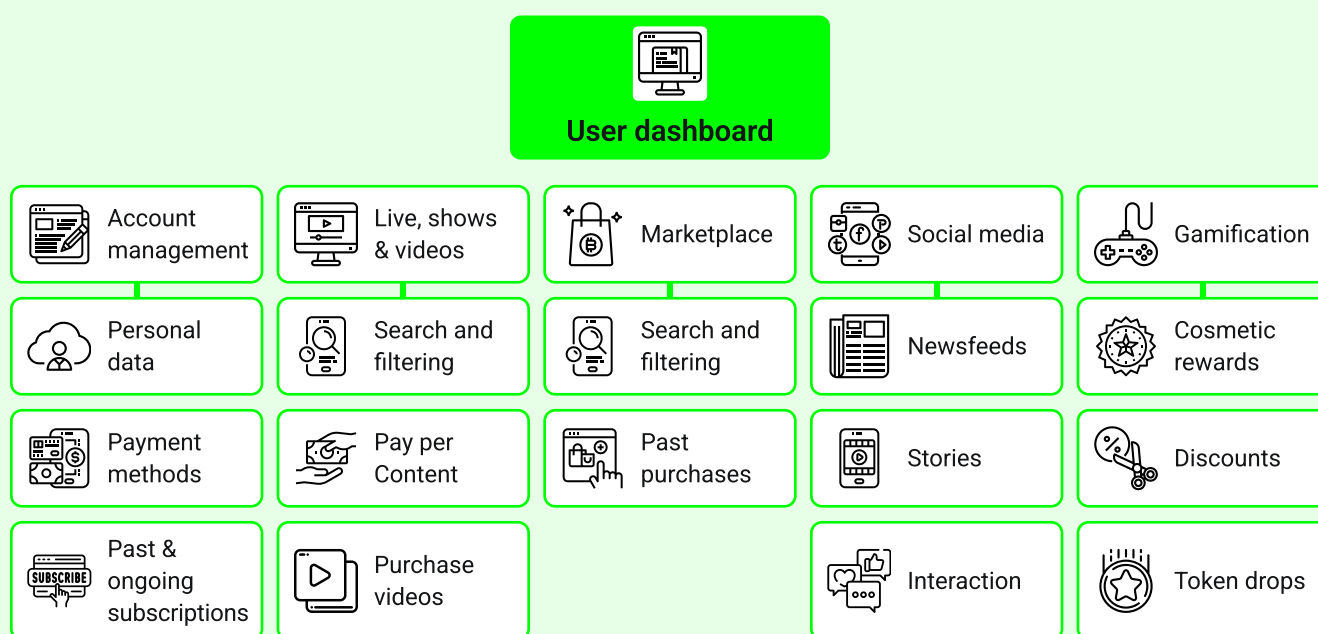 User dashboard
Account
management
Live, shows
& videos
Marketplace
Social media
Gamification
Personal
data
Search and
filtering
Search and
filtering
Newsfeeds
Cosmetic
rewards
Payment
methods
Pay per
Content
Past
purchases
Stories
Discounts
Past &
ongoing
subscriptions
SUBSCRIBE
Purchase
videos
Interaction
Token drops